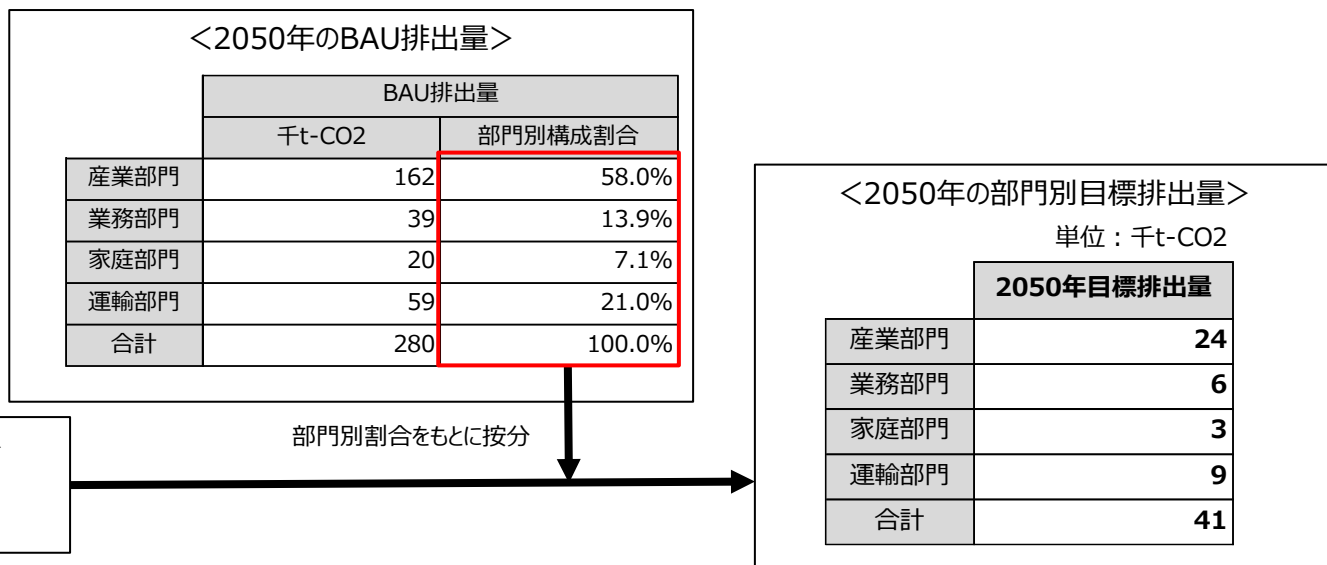 ＜2050年のBAU排出量＞
BAU排出量
千t-CO2 部門別構成割合
産業部門 162 58.0%
業務部門 39 13.9%
家庭部門 20 7.1%
運輸部門 59 21.0%
合計 280 100.0%
部門別割合をもとに按分
＜2050年の部門別目標排出量＞
単位：千t-CO2
2050年目標排出量
産業部門 24
業務部門 6
家庭部門 3
運輸部門 9
合計 41